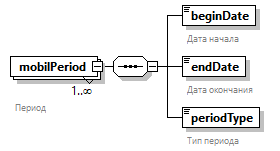 beginDate
Дата начала
mobilPeriod
endDate
1..∞
Дата окончания
Период
periodType
Тип периода